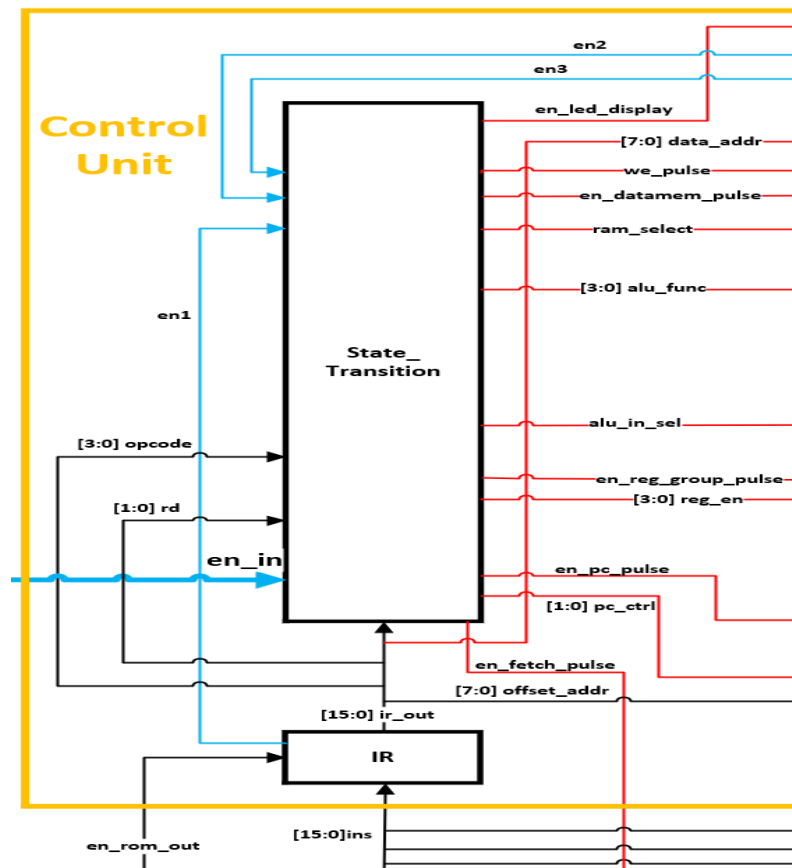 en2
en3
en_led_display
Control
Unit
[7:0] data_addr
we_pulse
en_datamem_pulse
ram_select
[3:0] alu_func
en1
State_
Transition
alu_in_sel
[3:0] opcode
en_reg_group_pulse
[3:0] reg_en
[1:0] rd
en_in
en_pc_pulse
[1:0] pc_ctrl
en_fetch_pulse
[7:0] offset_addr
[15:0] ir_out
IR
[15:0]ins
en_rom_out